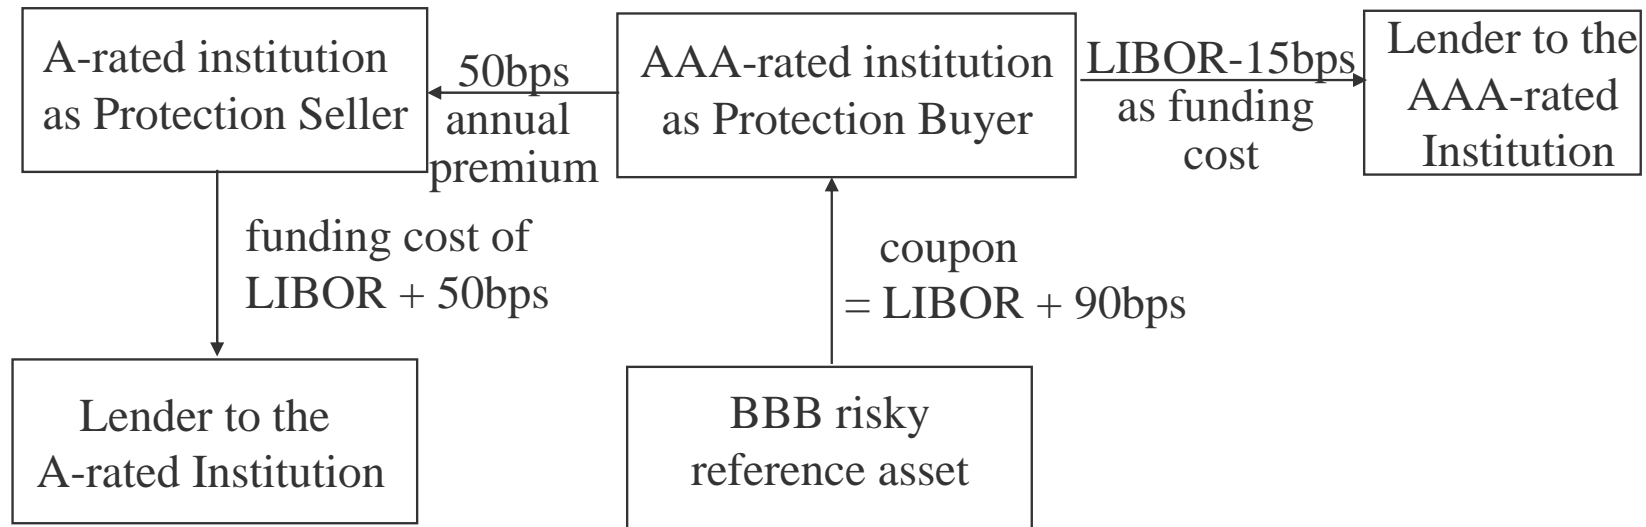 A-rated institution
as Protection Seller
50bps
annual
premium
AAA-rated institution
as Protection Buyer
LIBOR-15bps
as funding
cost
Lender to the
AAA-rated
Institution
funding cost of
LIBOR + 50bps
coupon
= LIBOR + 90bps
Lender to the
A-rated Institution
BBB risky
reference asset